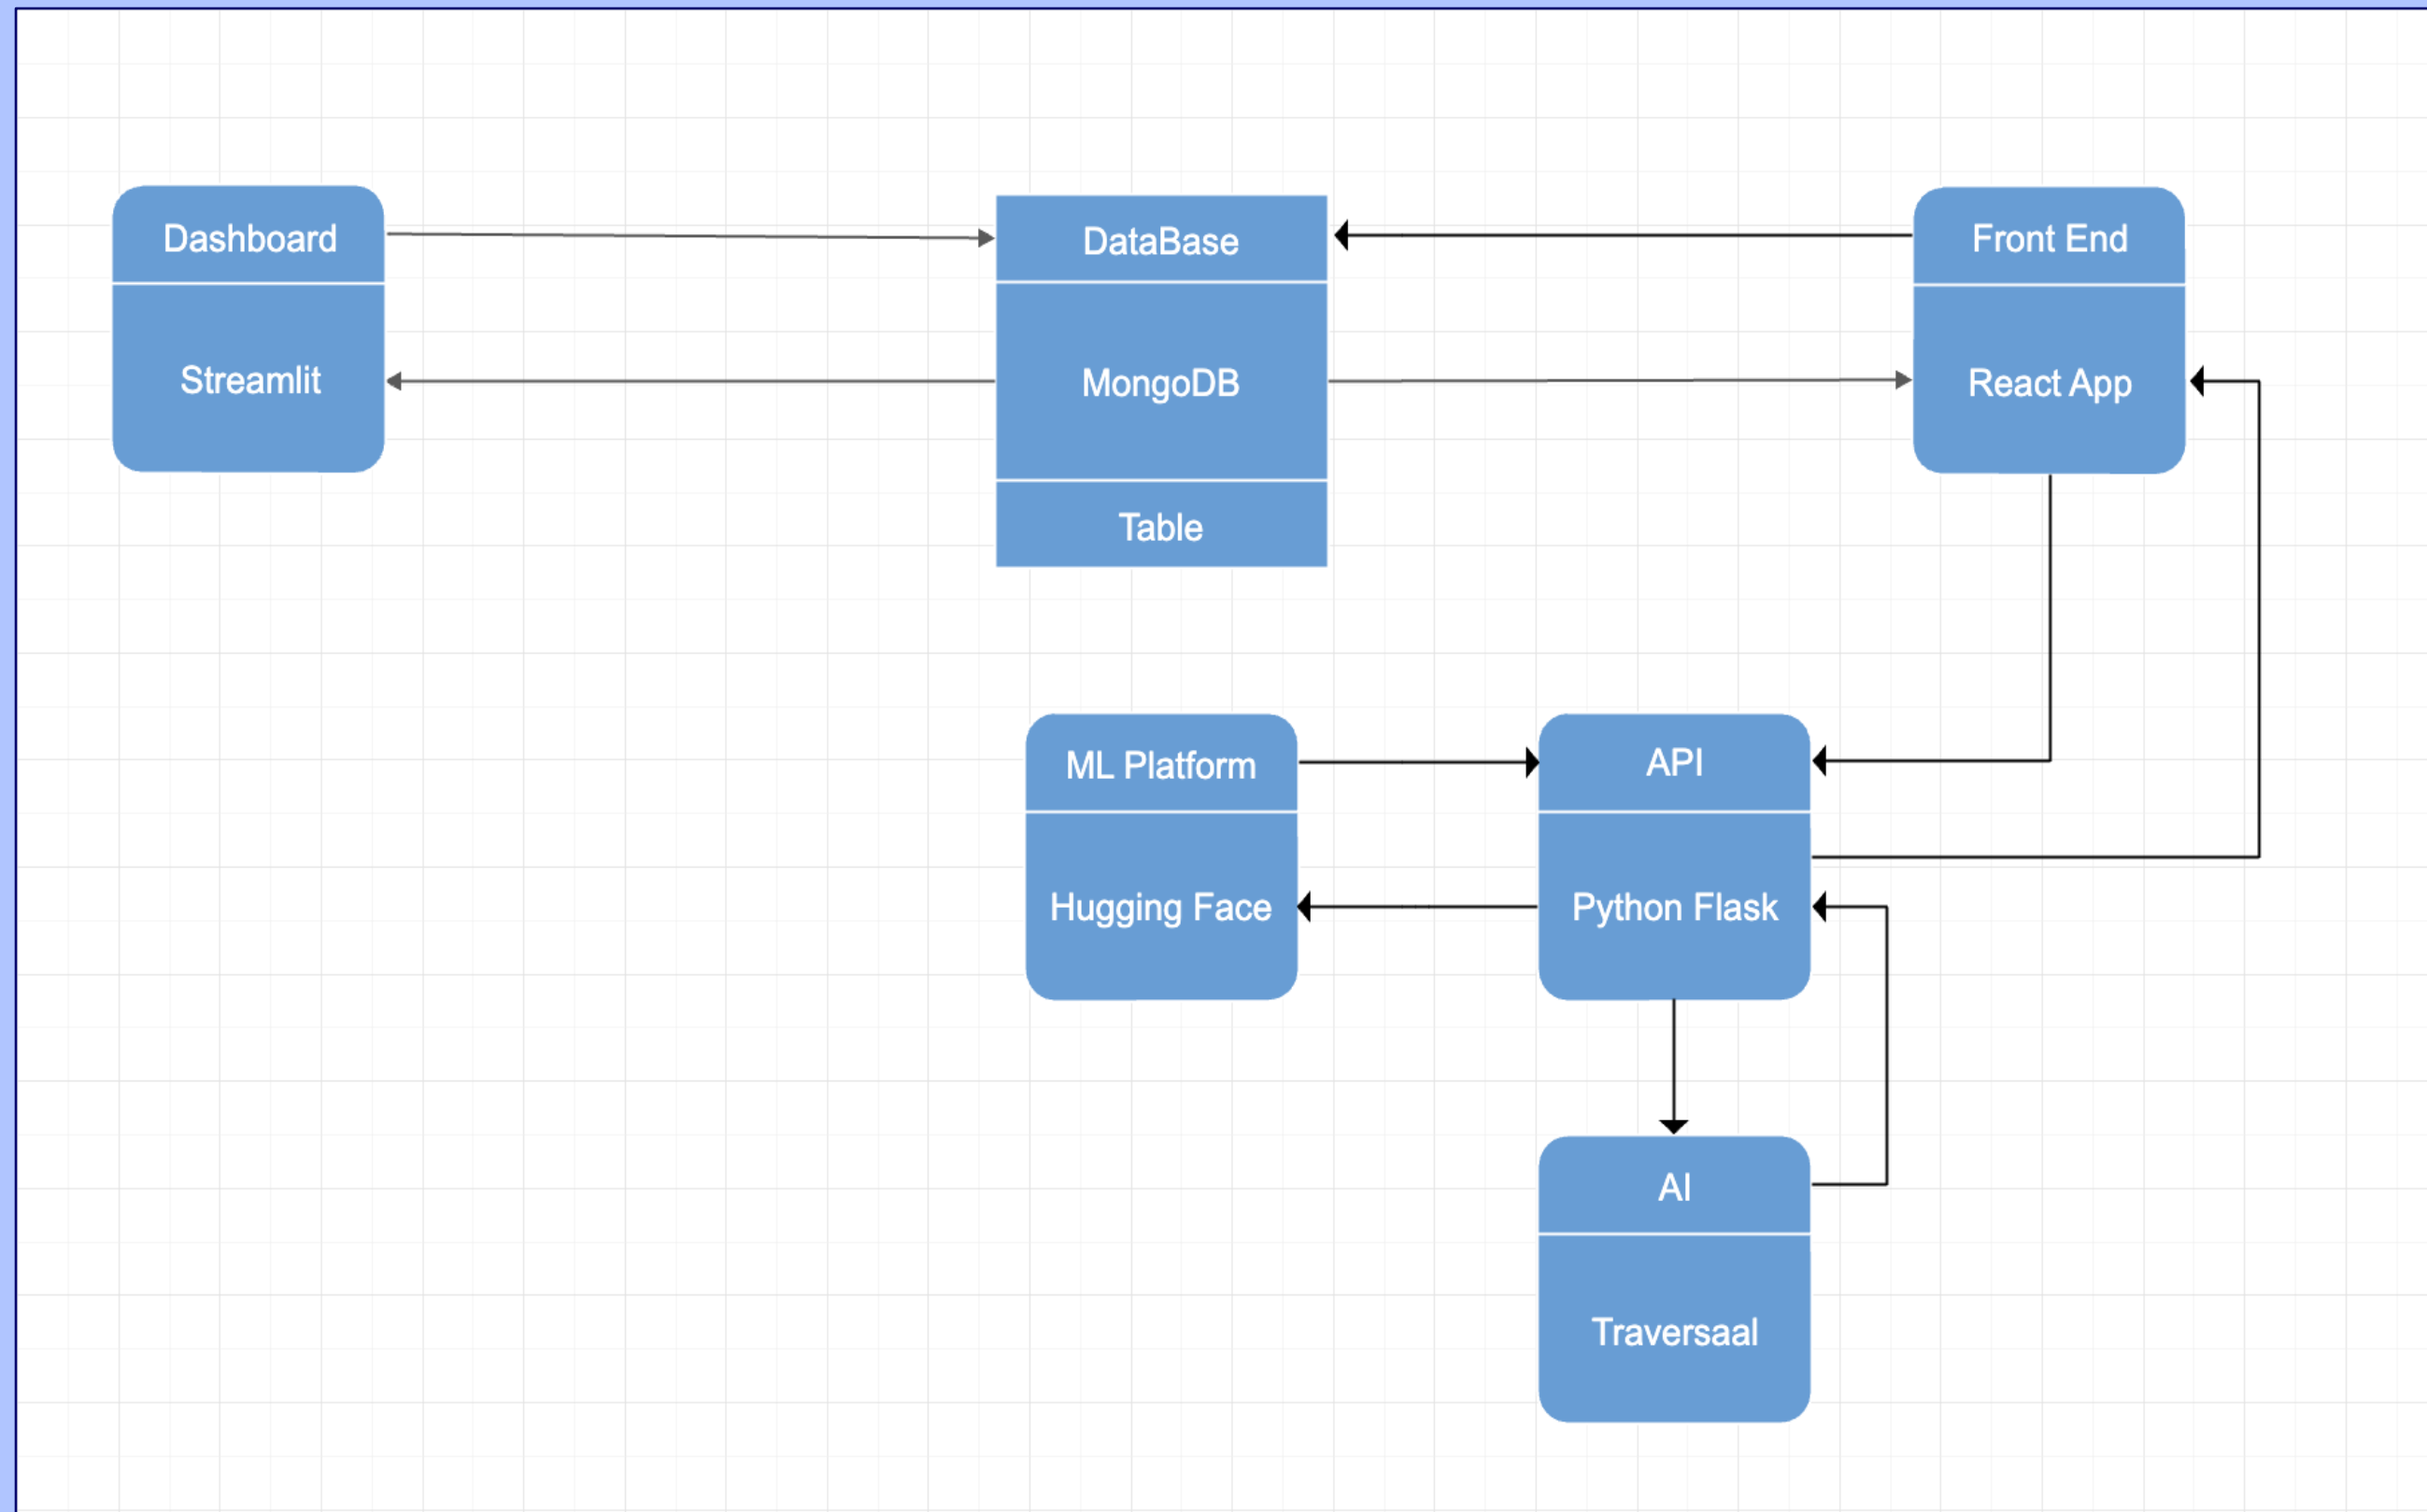 Dashboard
Streamlit
DataBase
MongoDB
Table
Front End
React App
ML Platform
Hugging Face
API
Python Flask
AI
Traversaal